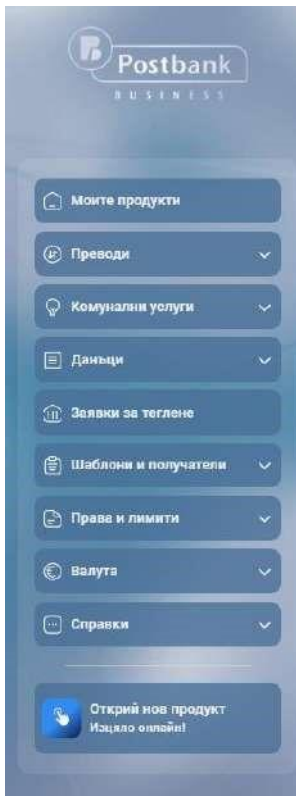 Postbank
BUSINESS
Моите продукти
Преводи
Комунални услуги
Данъци
Заявки за теглене
Шаблони и получатели
Права и лимити
Валута
Справки
Открий нов продукт
Изцяло онлайн!